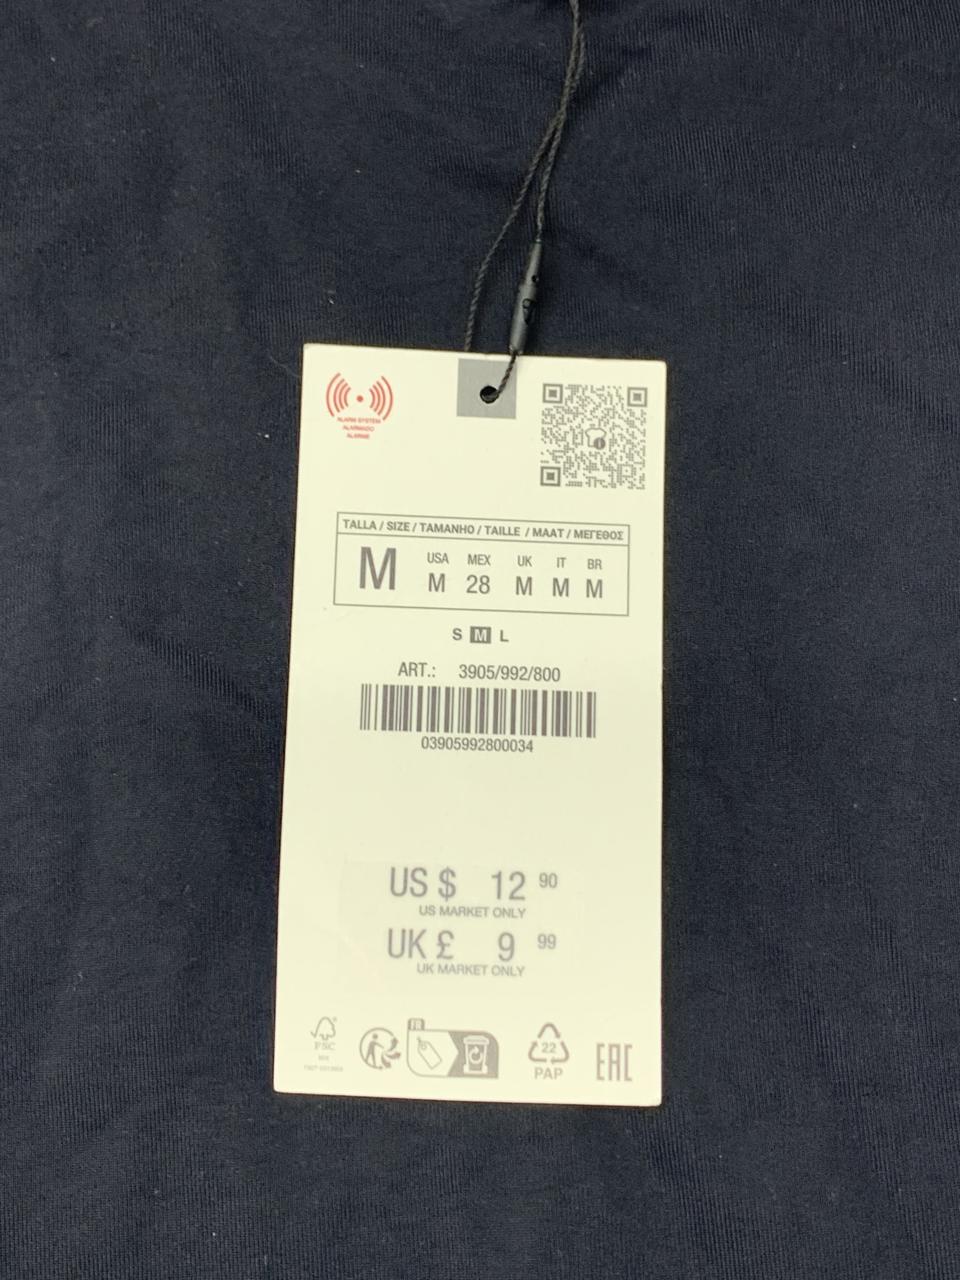 ALARM SYSTEM
ALARMADO
ALARME
TALLA / SIZE / TAMANHO / TAILLE / MAAT / ΜΕΓΕΘΟΣ
M
USA MEX UK IT BR
M 28 M M M
S M L
ART.: 3905/992/800
03905992800034
US $ 12 90
US MARKET ONLY
UK £ 9 99
UK MARKET ONLY
FR
FSC
22
PAP
EAC